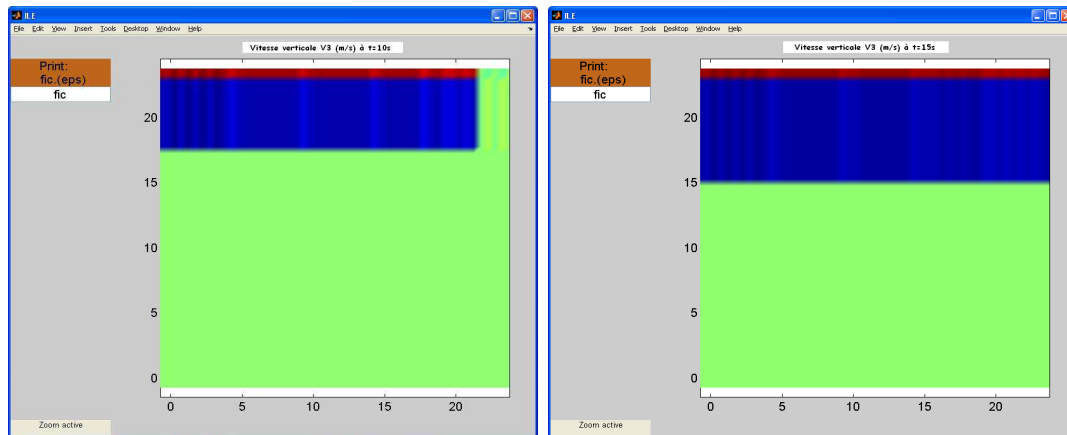 ILE
File Edit View Insert Tools Desktop Window Help
Vitesse verticale V3 (m/s) à t=10s
Print:
fic.(eps)
fic
20
15
10
5
0
0 5 10 15 20
Zoom active
ILE
File Edit View Insert Tools Desktop Window Help
Vitesse verticale V3 (m/s) à t=15s
Print:
fic.(eps)
fic
20
15
10
5
0
0 5 10 15 20
Zoom active